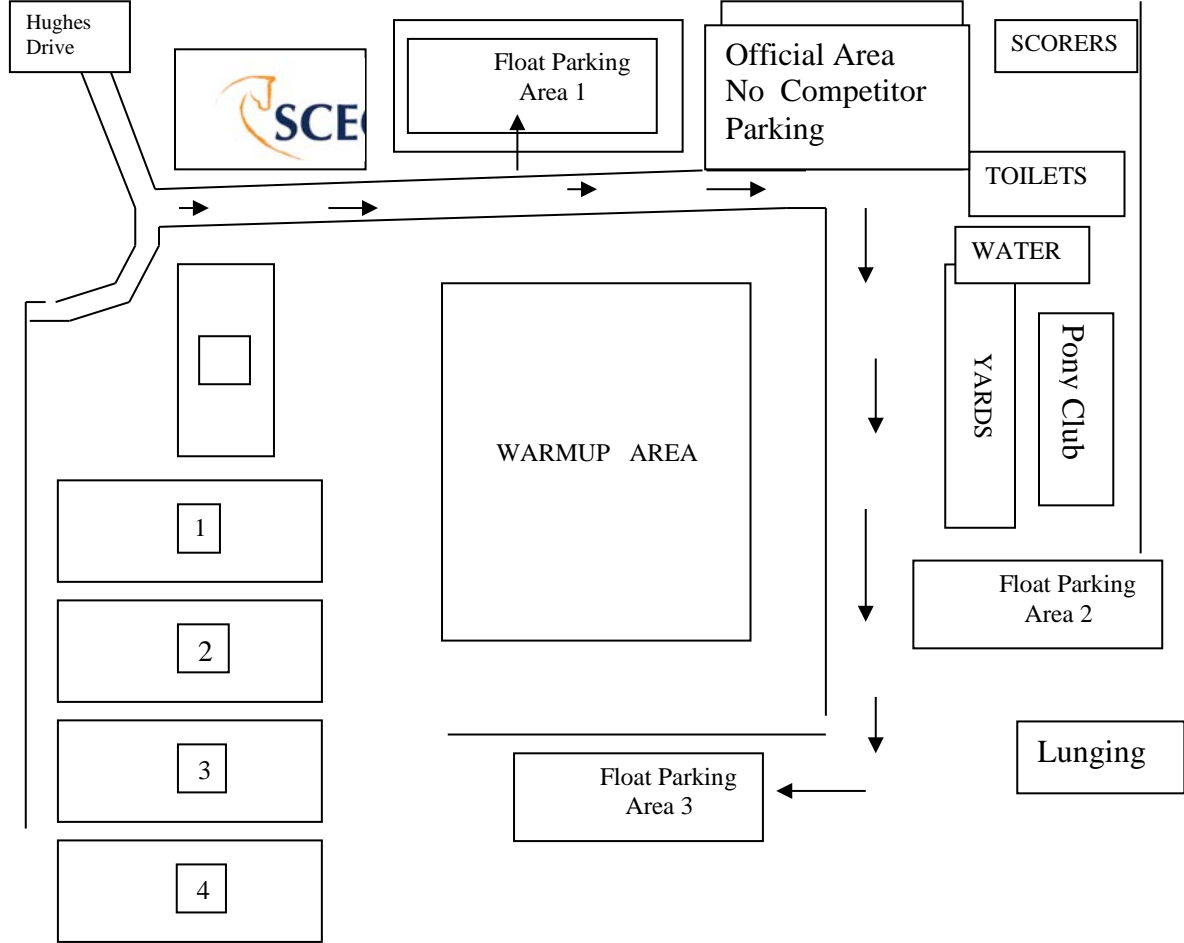 Hughes
Drive
SCE
Float Parking
Area 1
Official Area
No Competitor
Parking
SCORERS
TOILETS
WATER
YARDS
Pony Club
WARMUP AREA
1
2
3
4
Float Parking
Area 2
Lunging
Float Parking
Area 3